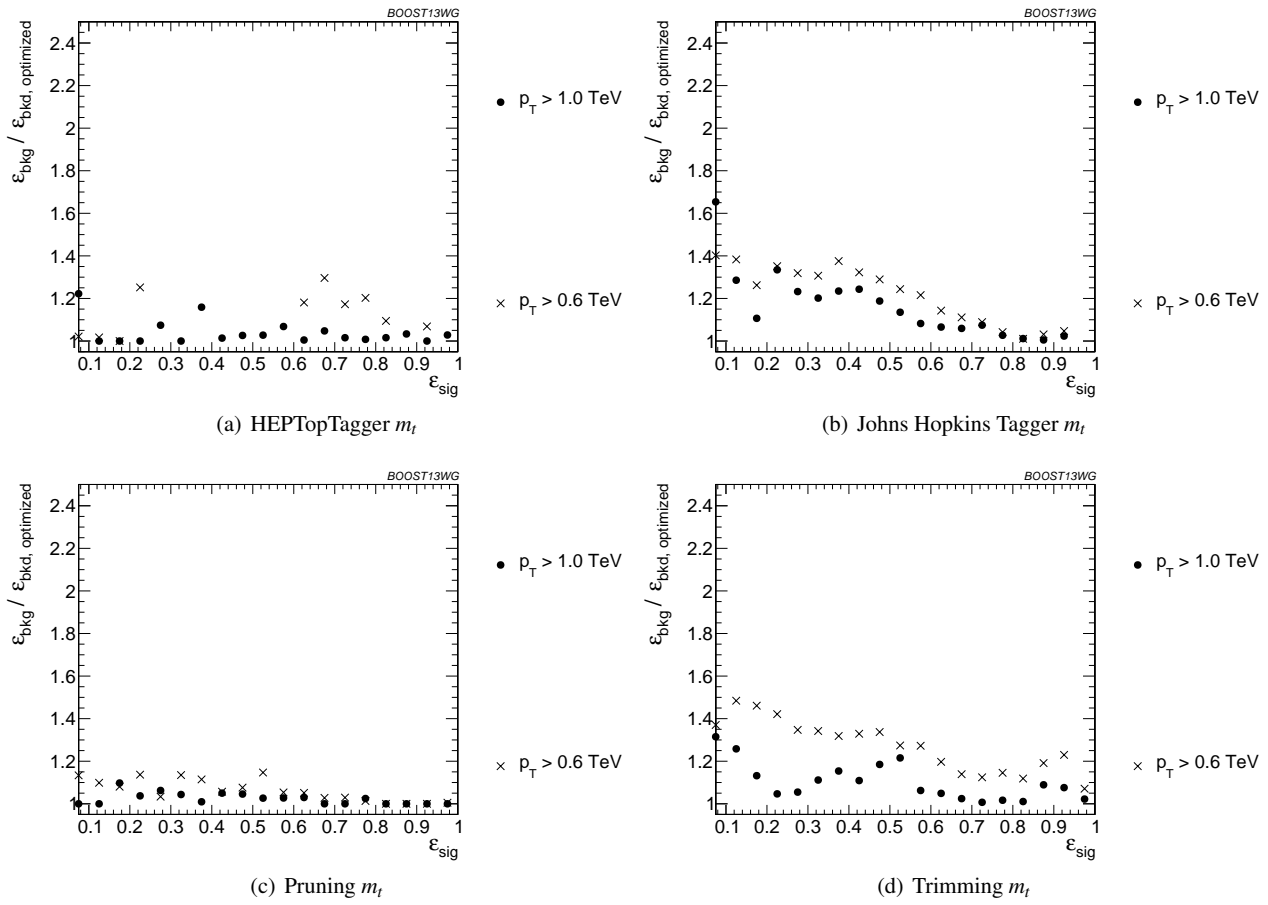 BOOST13WG
ε_bkg / ε_bkd, optimized
2.4
2.2
2
1.8
1.6
1.4
1.2
1
0.1 0.2 0.3 0.4 0.5 0.6 0.7 0.8 0.9 1
ε_sig
p_T > 1.0 TeV
p_T > 0.6 TeV
(a) HEPTopTagger m_t
BOOST13WG
ε_bkg / ε_bkd, optimized
2.4
2.2
2
1.8
1.6
1.4
1.2
1
0.1 0.2 0.3 0.4 0.5 0.6 0.7 0.8 0.9 1
ε_sig
p_T > 1.0 TeV
p_T > 0.6 TeV
(b) Johns Hopkins Tagger m_t
BOOST13WG
ε_bkg / ε_bkd, optimized
2.4
2.2
2
1.8
1.6
1.4
1.2
1
0.1 0.2 0.3 0.4 0.5 0.6 0.7 0.8 0.9 1
ε_sig
p_T > 1.0 TeV
p_T > 0.6 TeV
(c) Pruning m_t
BOOST13WG
ε_bkg / ε_bkd, optimized
2.4
2.2
2
1.8
1.6
1.4
1.2
1
0.1 0.2 0.3 0.4 0.5 0.6 0.7 0.8 0.9 1
ε_sig
p_T > 1.0 TeV
p_T > 0.6 TeV
(d) Trimming m_t